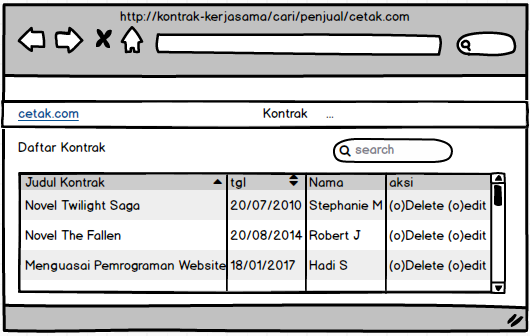 http://kontrak-kerjasama/cari/penjual/cetak.com
cetak.com Kontrak ...
Daftar Kontrak search
Judul Kontrak tgl Nama aksi
Novel Twilight Saga 20/07/2010 Stephanie M (o)Delete (o)edit
Novel The Fallen 20/08/2014 Robert J (o)Delete (o)edit
Menguasai Pemrograman Website 18/01/2017 Hadi S (o)Delete (o)edit